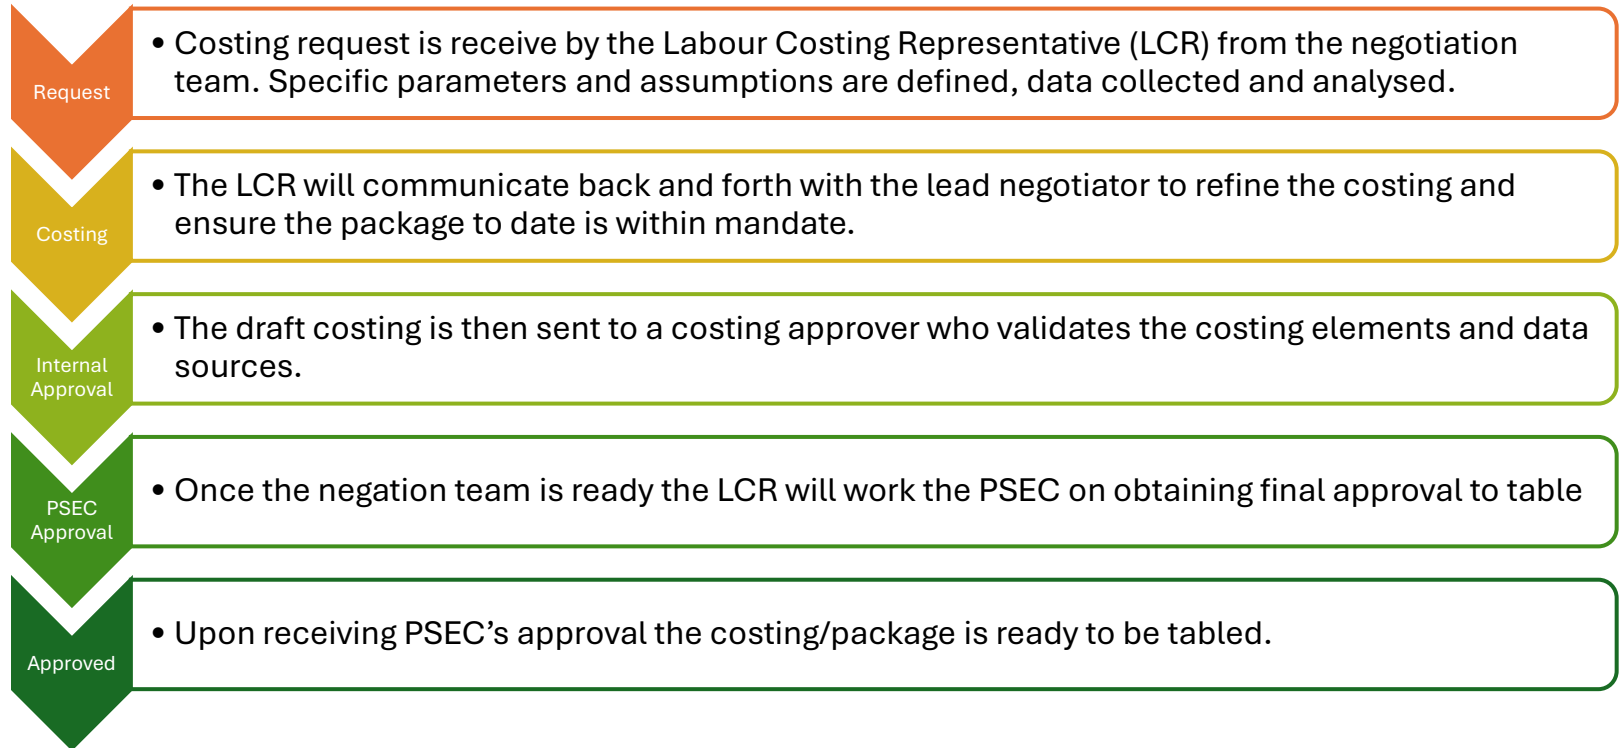 Request
• Costing request is receive by the Labour Costing Representative (LCR) from the negotiation
team. Specific parameters and assumptions are defined, data collected and analysed.
Costing
• The LCR will communicate back and forth with the lead negotiator to refine the costing and
ensure the package to date is within mandate.
Internal
Approval
• The draft costing is then sent to a costing approver who validates the costing elements and data
sources.
PSEC
Approval
• Once the negation team is ready the LCR will work the PSEC on obtaining final approval to table
Approved
• Upon receiving PSEC’s approval the costing/package is ready to be tabled.